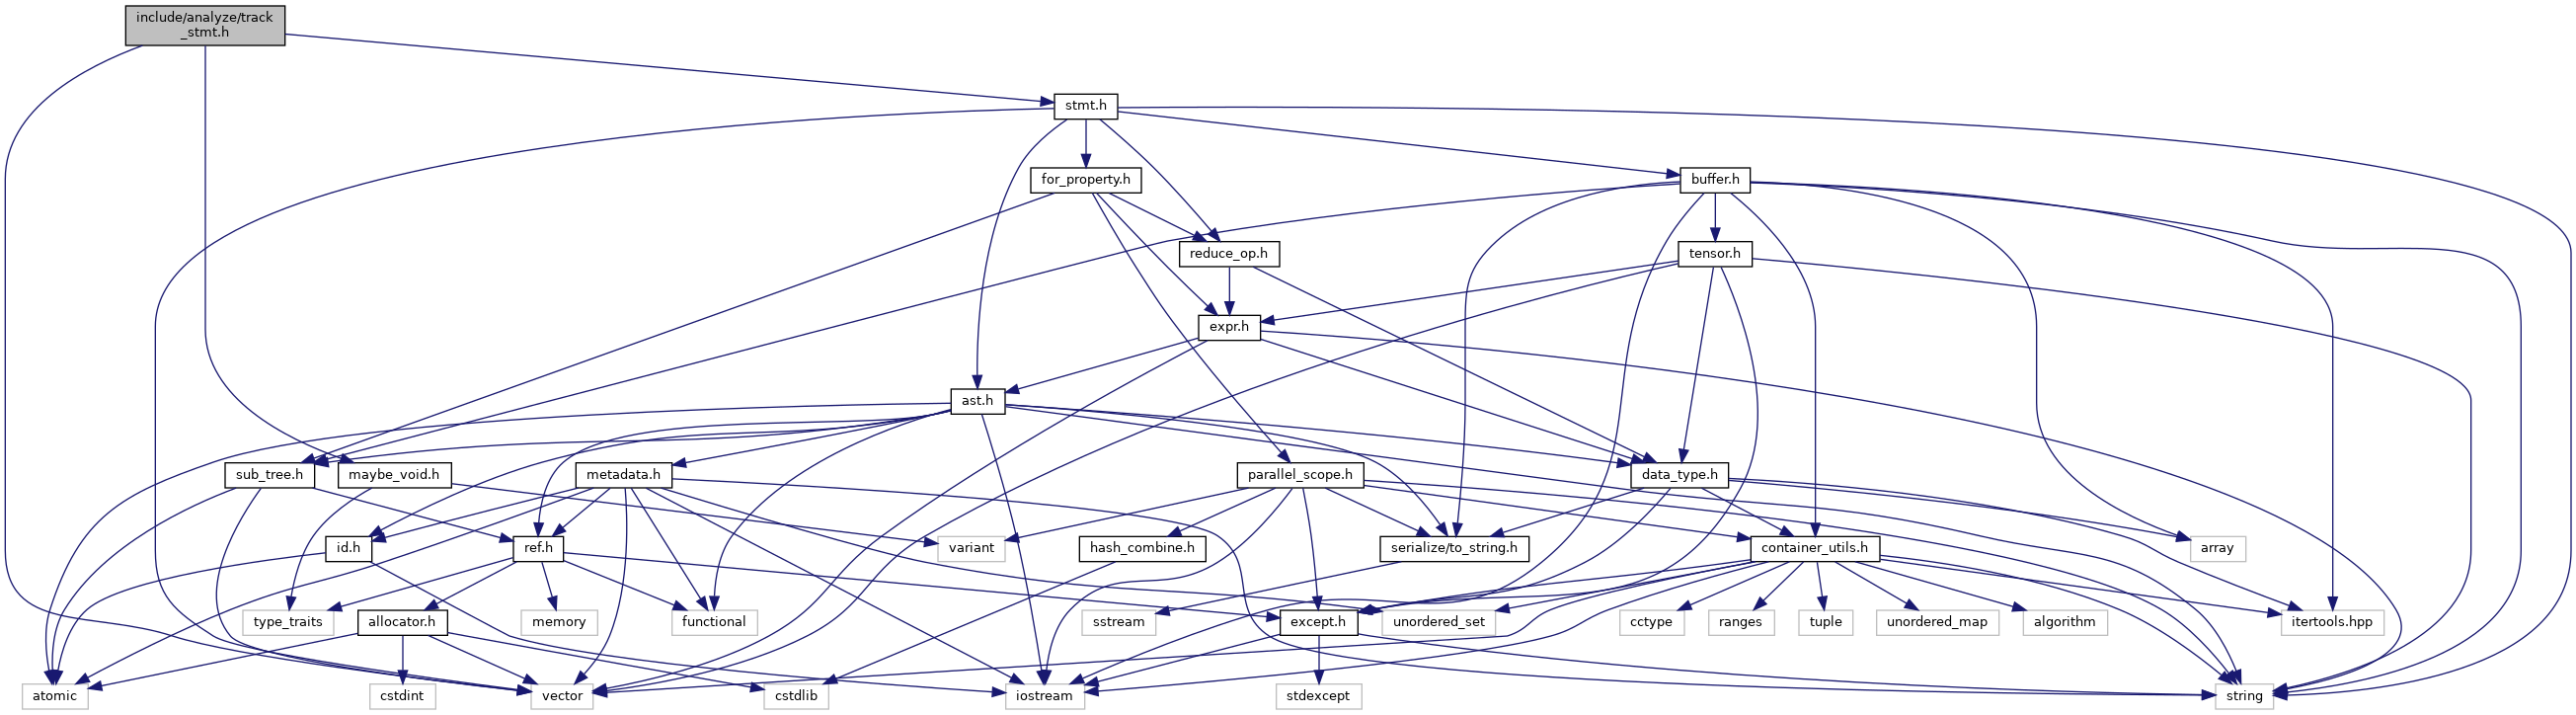 include/analyze/track
_stmt.h
stmt.h
for_property.h
buffer.h
reduce_op.h
tensor.h
expr.h
ast.h
sub_tree.h
maybe_void.h
metadata.h
parallel_scope.h
data_type.h
id.h
ref.h
variant
hash_combine.h
serialize/to_string.h
container_utils.h
array
type_traits
allocator.h
memory
functional
sstream
except.h
unordered_set
cctype
ranges
tuple
unordered_map
algorithm
itertools.hpp
atomic
cstdint
vector
cstdlib
iostream
stdexcept
string